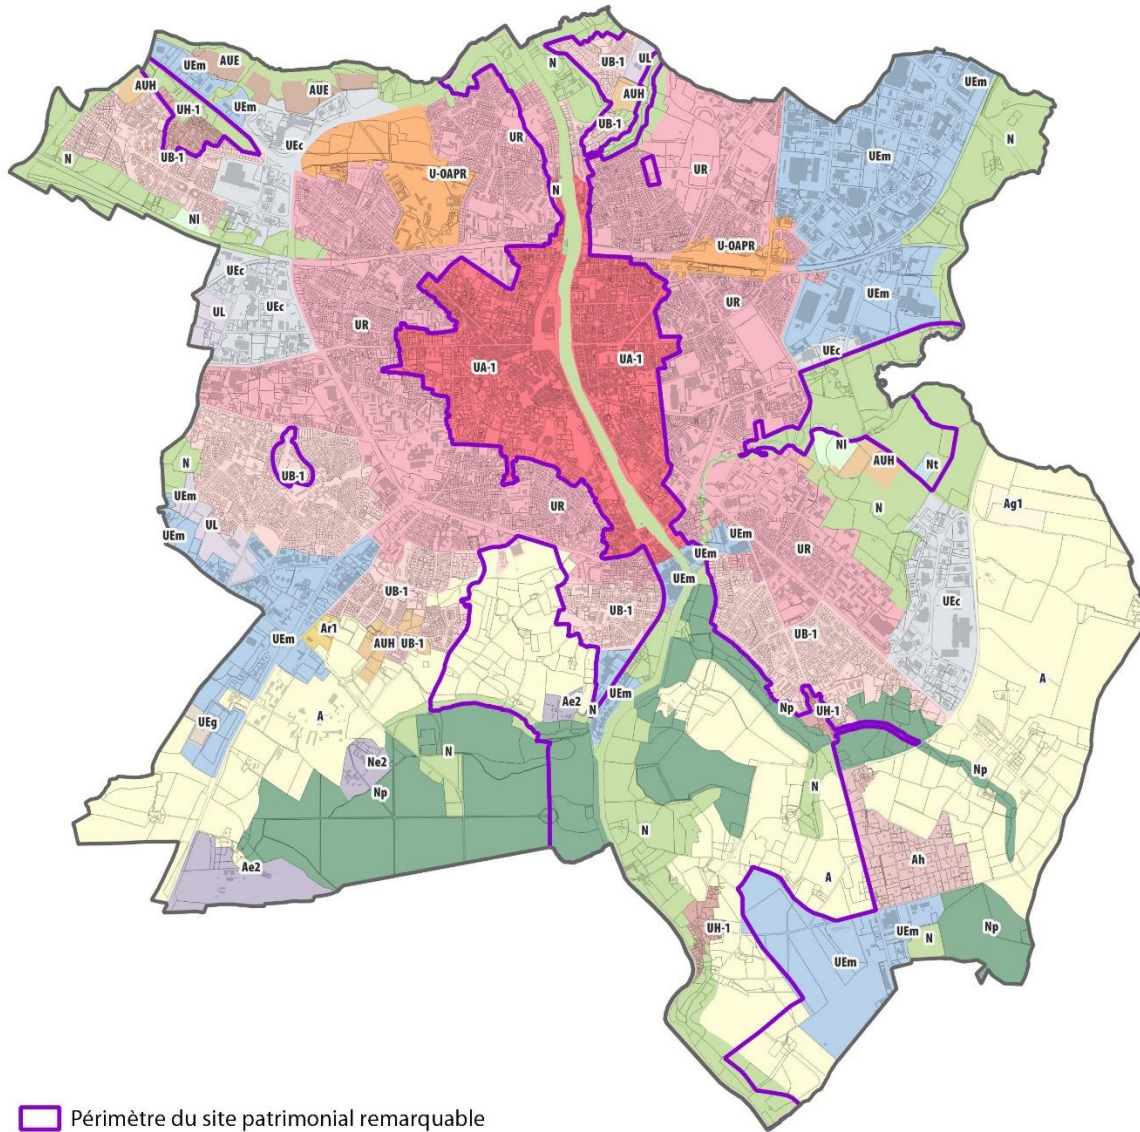 N
UB-1
UL
AUH
UB-1
UEm
AUE
AUE
AUH
UEm
UH-1
UB-1
N
UEc
NI
U-OAPR
UR
N
UR
UEm
UEm
N
U-OAPR
UEm
UEc
UEc
UL
UEc
UR
UR
UA-1
UA-1
N
UEm
UL
UEm
UB-1
UR
NI
AUH
Nt
N
Ag1
UEm
UEm
UEm
UR
UEc
UB-1
UB-1
UB-1
Ar1
AUH
UB-1
UEm
A
Ae2
N
UEm
Np
UH-1
A
UEg
A
Ne2
Np
N
Np
N
N
Ae2
Ah
A
UH-1
UEm
UEm
N
Np
Périmètre du site patrimonial remarquable